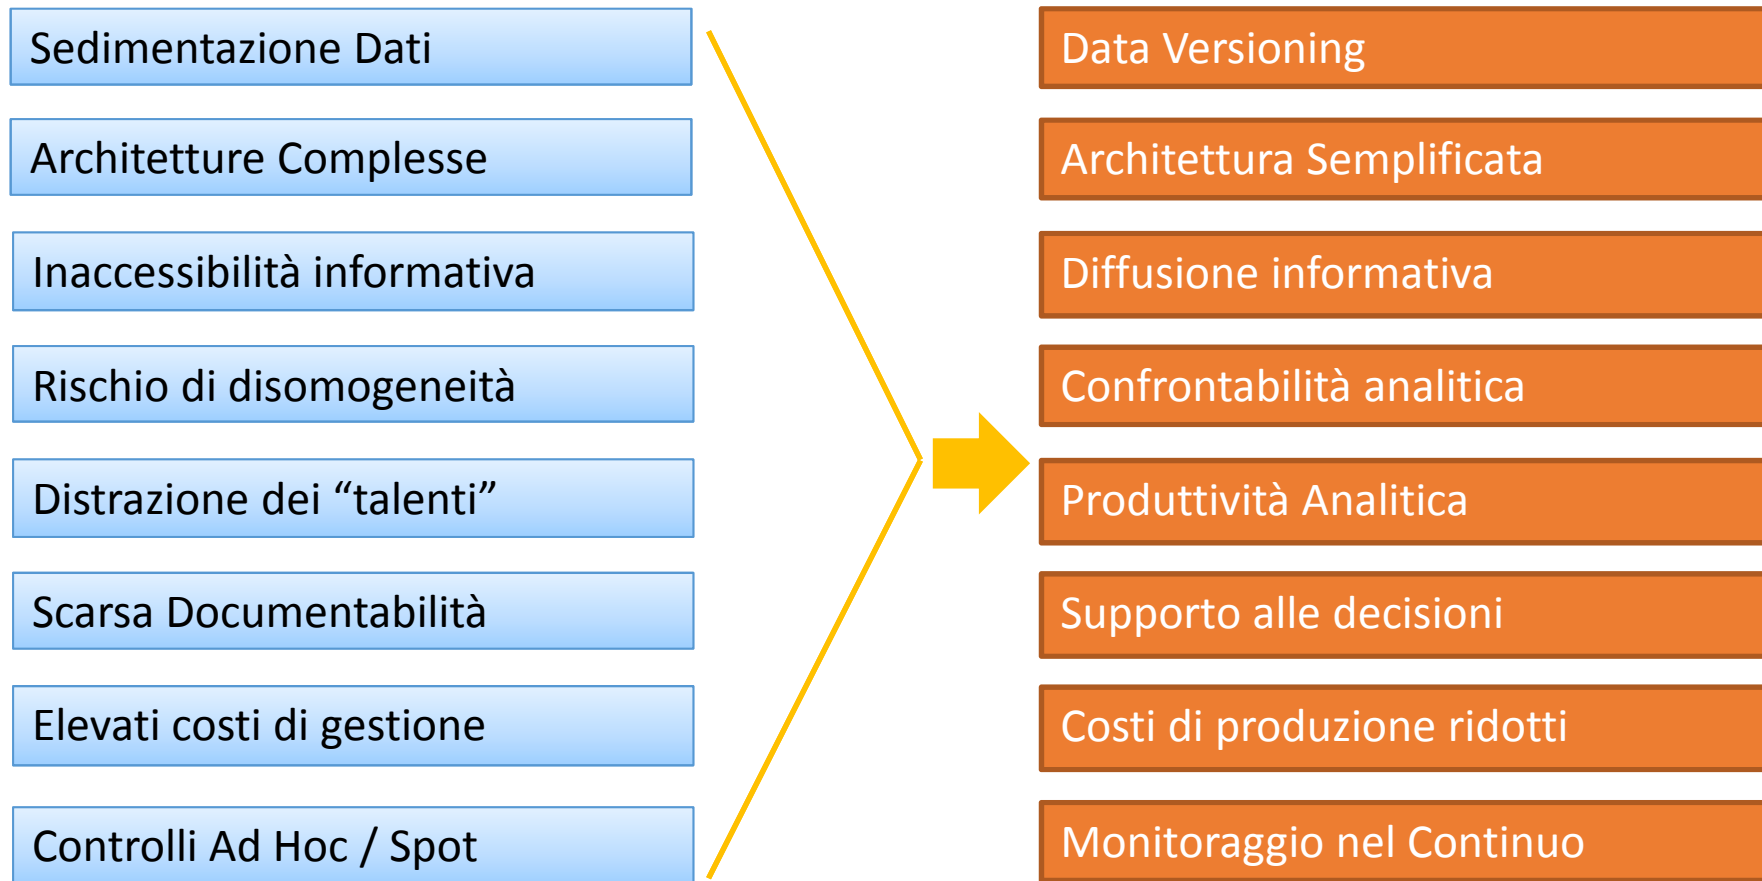 Sedimentazione Dati
Architetture Complesse
Inaccessibilità informativa
Rischio di disomogeneità
Distrazione dei “talenti”
Scarsa Documentabilità
Elevati costi di gestione
Controlli Ad Hoc / Spot
Data Versioning
Architettura Semplificata
Diffusione informativa
Confrontabilità analitica
Produttività Analitica
Supporto alle decisioni
Costi di produzione ridotti
Monitoraggio nel Continuo